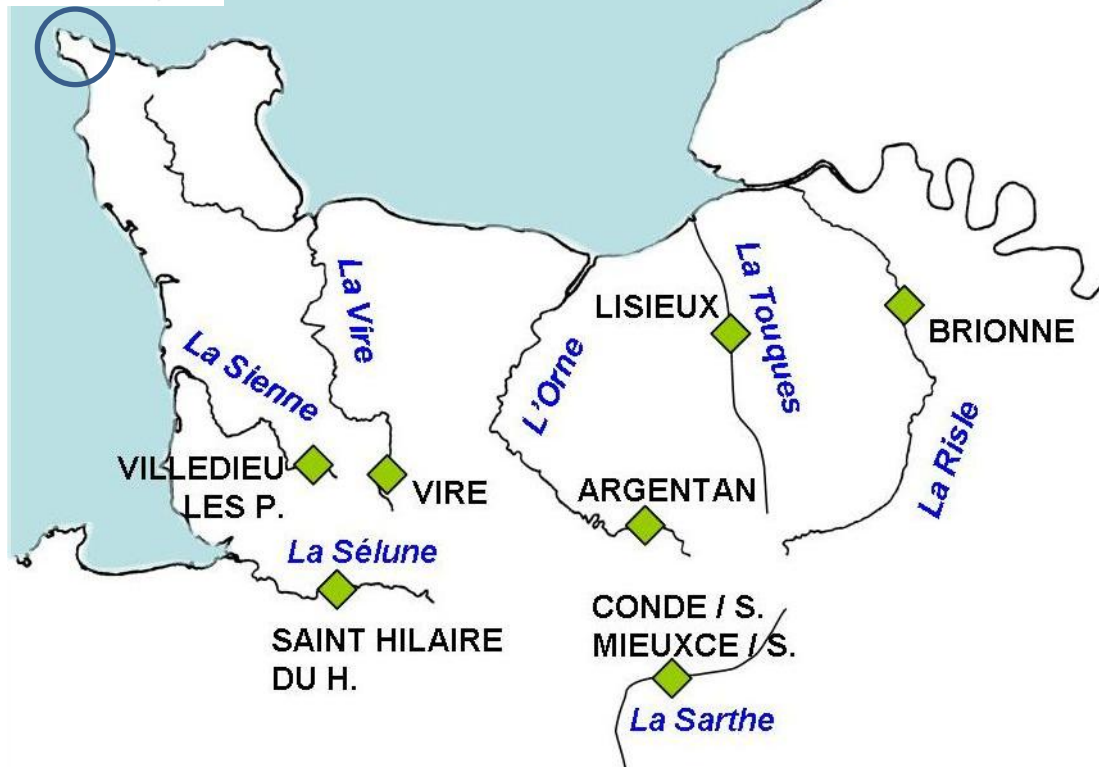 La Vire
La Sienne
L'Orne
LISIEUX
La Touques
BRIONNE
La Risle
VILLEDIEU
LES P.
VIRE
ARGENTAN
La Sélune
SAINT HILAIRE
DU H.
CONDE / S.
MIEUXCE / S.
La Sarthe